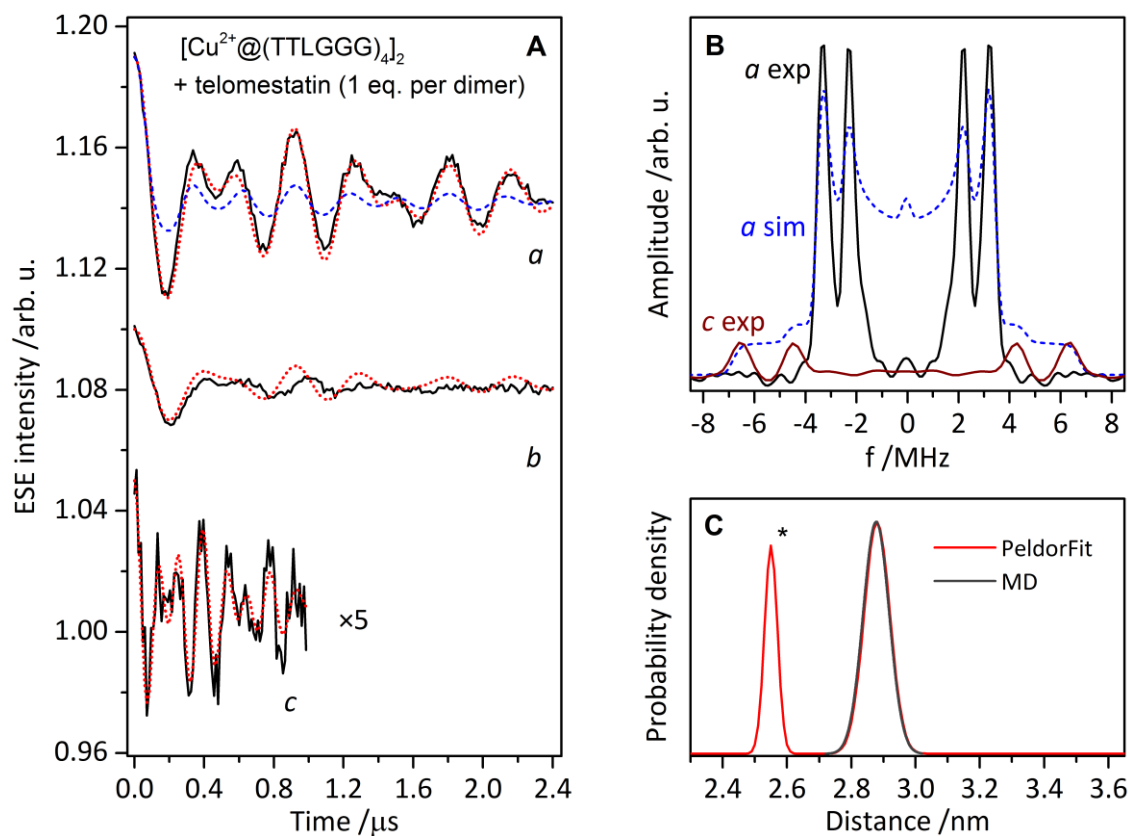 A
[Cu²⁺@(TTLGGG)₄]₂
+ telomestatin (1 eq. per dimer)
ESE intensity /arb. u.
1.20
1.16
1.12
1.08
1.04
1.00
0.96
a
b
c
×5
0.0 0.4 0.8 1.2 1.6 2.0 2.4
Time /μs
B
a exp
a sim
c exp
Amplitude /arb. u.
-8 -6 -4 -2 0 2 4 6 8
f /MHz
C
*
PeldorFit
MD
Probability density
2.4 2.6 2.8 3.0 3.2 3.4 3.6
Distance /nm